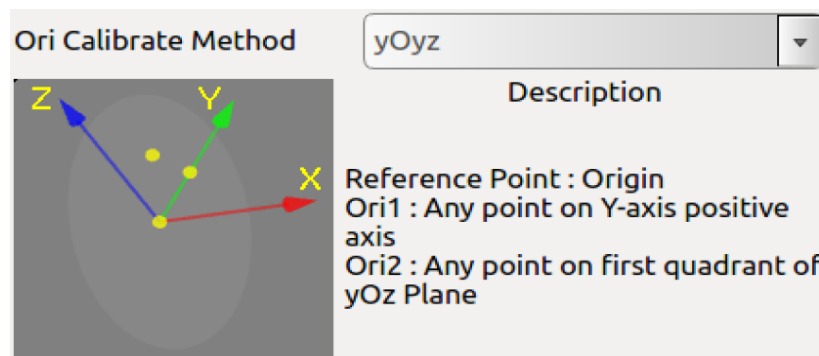 Ori Calibrate Method
yOyz
Description
Z
Y
X
Reference Point : Origin
Ori1 : Any point on Y-axis positive
axis
Ori2 : Any point on first quadrant of
yOz Plane